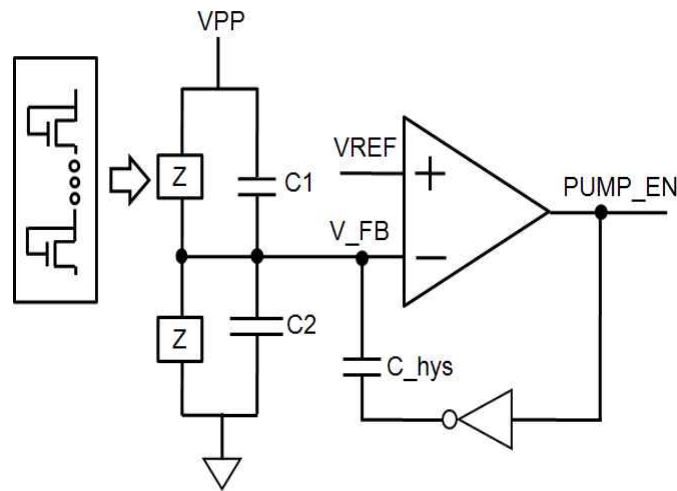 VPP
Z
C1
VREF
+
PUMP_EN
V_FB
−
Z
C2
C_hys